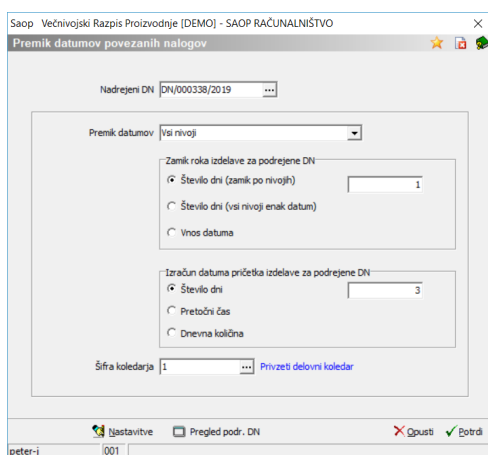 Saop Večnivojski Razpis Proizvodnje [DEMO] - SAOP RAČUNALNIŠTVO
Premik datumov povezanih nalogov
Nadrejeni DN DN/000338/2019 ...
Premik datumov Vsi nivoji
Zamik roka izdelave za podrejene DN
Število dni (zamik po nivojih) 1
Število dni (vsi nivoji enak datum)
Vnos datuma
Izračun datuma pričetka izdelave za podrejene DN
Število dni 3
Pretočni čas
Dnevna količina
Šifra koledarja 1 ... Privzeti delovni koledar
Nastavitve Pregled podr. DN Opusti Potrdi
peter-j 001